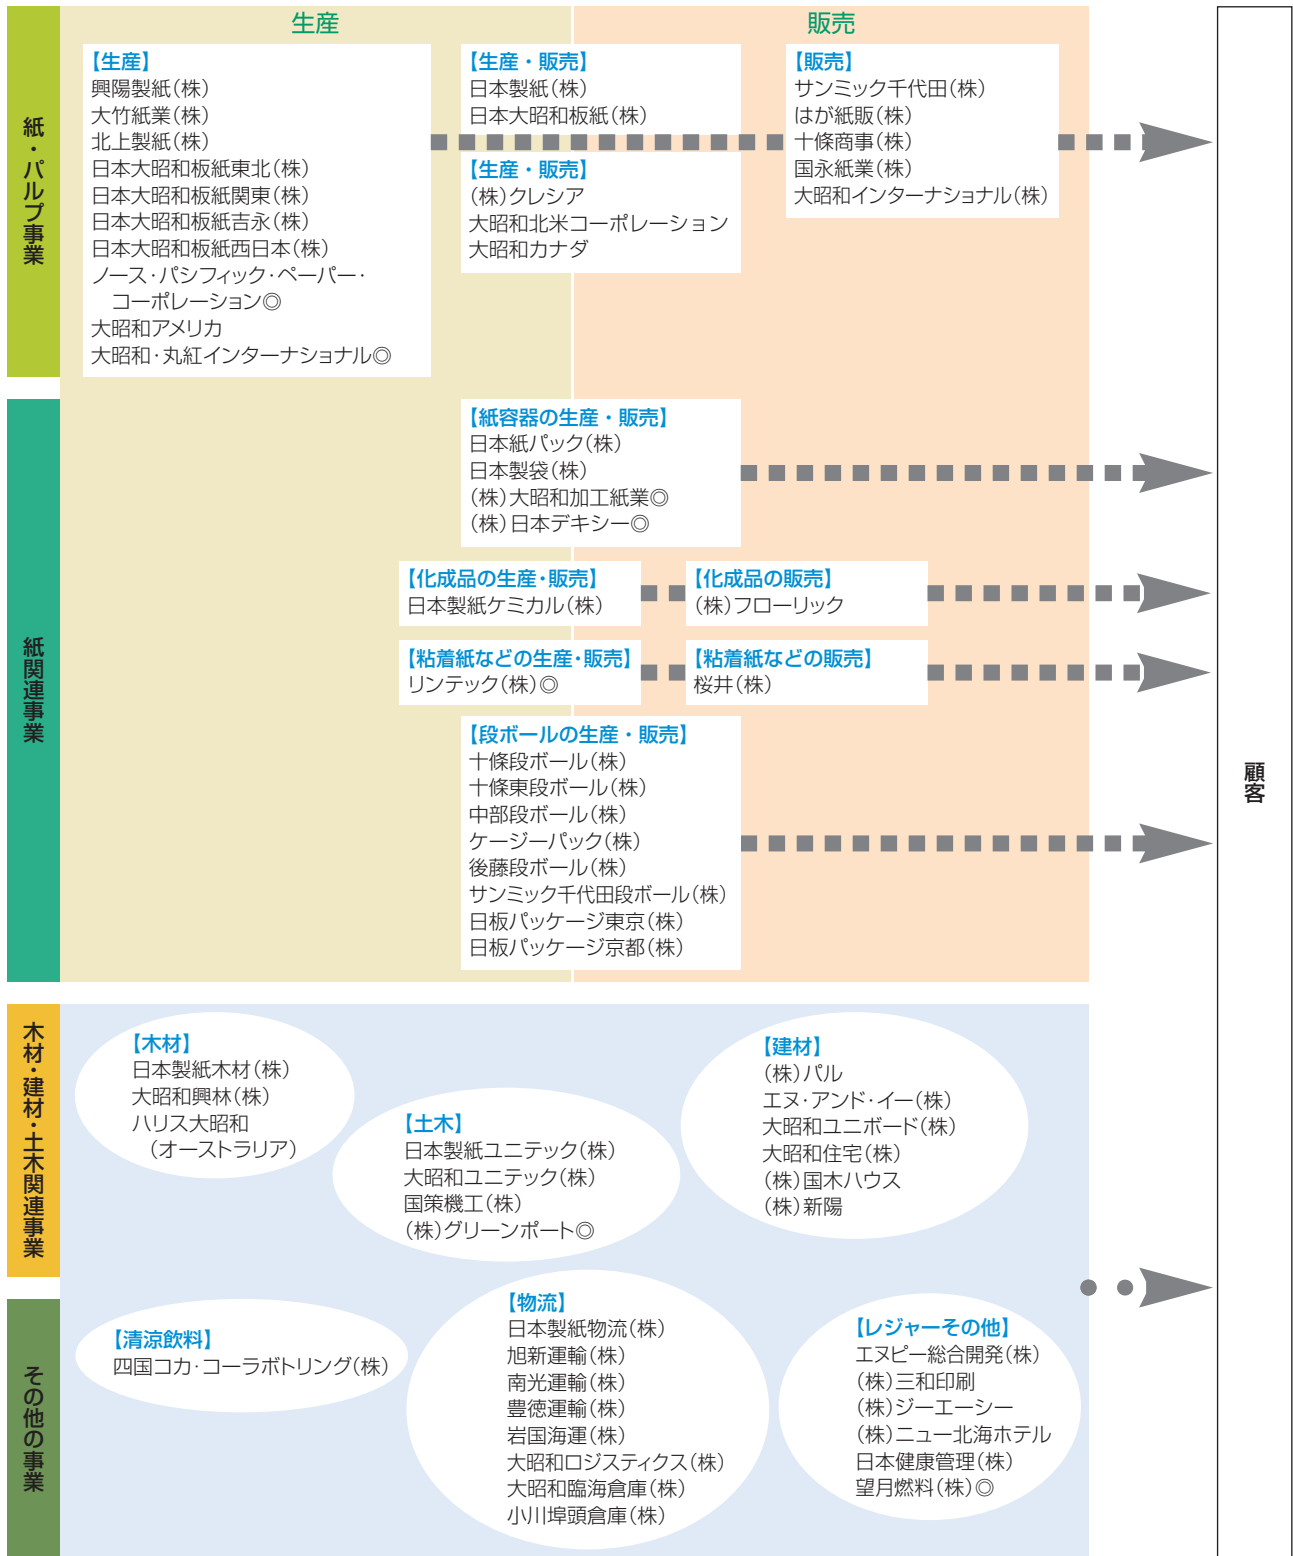 生産
販売
紙・パルプ事業
【生産】
興陽製紙(株)
大竹紙業(株)
北上製紙(株)
日本大昭和板紙東北(株)
日本大昭和板紙関東(株)
日本大昭和板紙吉永(株)
日本大昭和板紙西日本(株)
ノース・パシフィック・ペーパー・
コーポレーション◎
大昭和アメリカ
大昭和・丸紅インターナショナル◎
【生産・販売】
日本製紙(株)
日本大昭和板紙(株)
【生産・販売】
(株)クレシア
大昭和北米コーポレーション
大昭和カナダ
【販売】
サンミック千代田(株)
はが紙販(株)
十條商事(株)
国永紙業(株)
大昭和インターナショナル(株)
紙関連事業
【紙容器の生産・販売】
日本紙パック(株)
日本製袋(株)
(株)大昭和加工紙業◎
(株)日本デキシー◎
【化成品の生産・販売】
日本製紙ケミカル(株)
【化成品の販売】
(株)フローリック
【粘着紙などの生産・販売】
リンテック(株)◎
【粘着紙などの販売】
桜井(株)
【段ボールの生産・販売】
十條段ボール(株)
十條東段ボール(株)
中部段ボール(株)
ケージーパック(株)
後藤段ボール(株)
サンミック千代田段ボール(株)
日板パッケージ東京(株)
日板パッケージ京都(株)
顧客
木材・建材・土木関連事業
【木材】
日本製紙木材(株)
大昭和興林(株)
ハリス大昭和
(オーストラリア)
【土木】
日本製紙ユニテック(株)
大昭和ユニテック(株)
国策機工(株)
(株)グリーンポート◎
【建材】
(株)パル
エヌ・アンド・イー(株)
大昭和ユニボード(株)
大昭和住宅(株)
(株)国木ハウス
(株)新陽
その他の事業
【清涼飲料】
四国コカ・コーラボトリング(株)
【物流】
日本製紙物流(株)
旭新運輸(株)
南光運輸(株)
豊徳運輸(株)
岩国海運(株)
大昭和ロジスティクス(株)
大昭和臨海倉庫(株)
小川埠頭倉庫(株)
【レジャーその他】
エヌピー総合開発(株)
(株)三和印刷
(株)ジーエーシー
(株)ニュー北海ホテル
日本健康管理(株)
望月燃料(株)◎